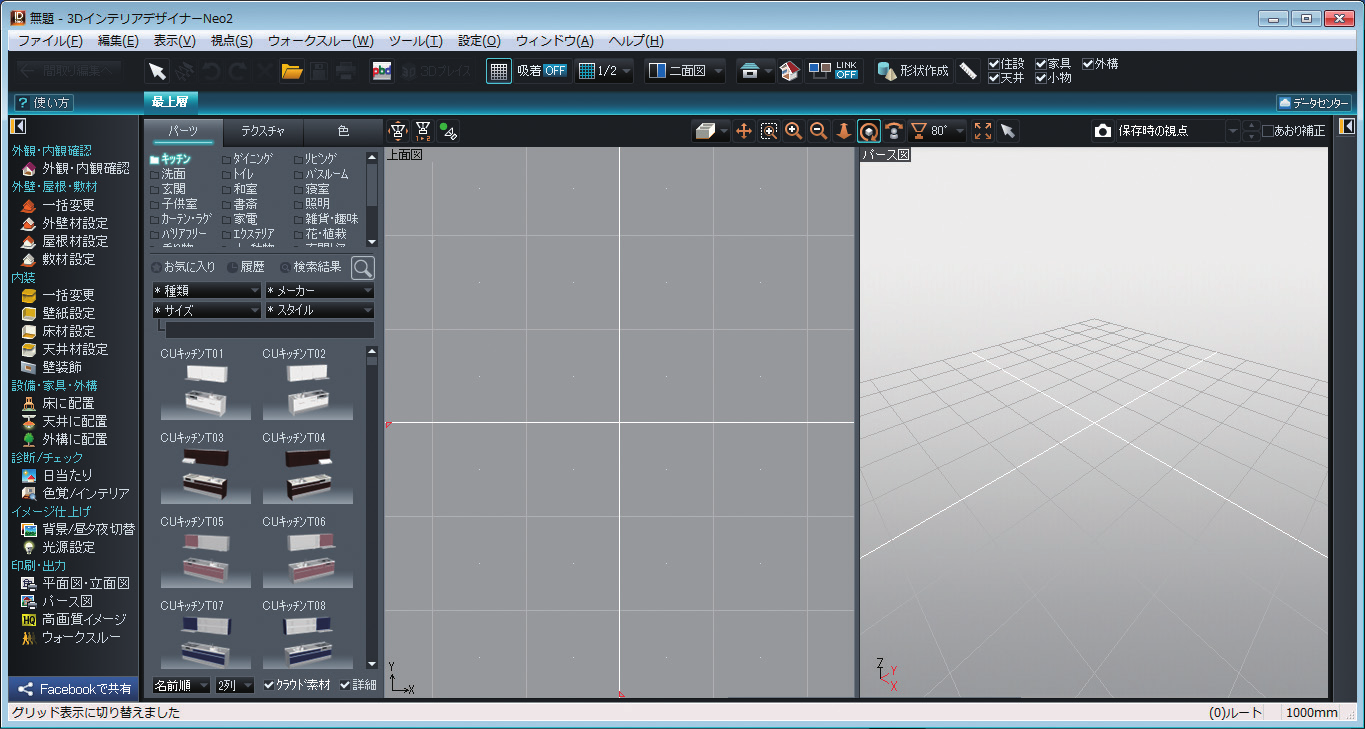 無題 - 3DインテリアデザイナーNeo2
ファイル(F) 編集(E) 表示(V) 視点(S) ウォークスルー(W) ツール(T) 設定(O) ウィンドウ(A) ヘルプ(H)
間取り編集へ 3Dプレイス 吸着 OFF 1/2 二面図 LINK OFF 形状作成 住設 家具 外構
天井 小物
? 使い方 最上層 データセンター
パーツ テクスチャ 色 80° 保存時の視点 あおり補正
外観・内観確認
外観・内観確認
外壁・屋根・敷材
一括変更
外壁材設定
屋根材設定
敷材設定
内装
一括変更
壁紙設定
床材設定
天井材設定
壁装飾
設備・家具・外構
床に配置
天井に配置
外構に配置
診断/チェック
日当たり
色覚/インテリア
イメージ仕上げ
背景/昼夕夜切替
光源設定
印刷・出力
平面図・立面図
パース図
HQ 高画質イメージ
ウォークスルー
Facebookで共有
キッチン ダイニング リビング
洗面 トイレ バスルーム
玄関 和室 寝室
子供室 書斎 照明
カーテン・ラグ 家電 雑貨・趣味
バリアフリー エクステリア 花・植栽
お気に入り 履歴 検索結果
* 種類 * メーカー
* サイズ * スタイル
CUキッチンT01 CUキッチンT02
CUキッチンT03 CUキッチンT04
CUキッチンT05 CUキッチンT06
CUキッチンT07 CUキッチンT08
名前順 2列 クラウド素材 詳細
上面図
Y
X
パース図
Z
Y
X
グリッド表示に切り替えました (0)ルート 1000mm